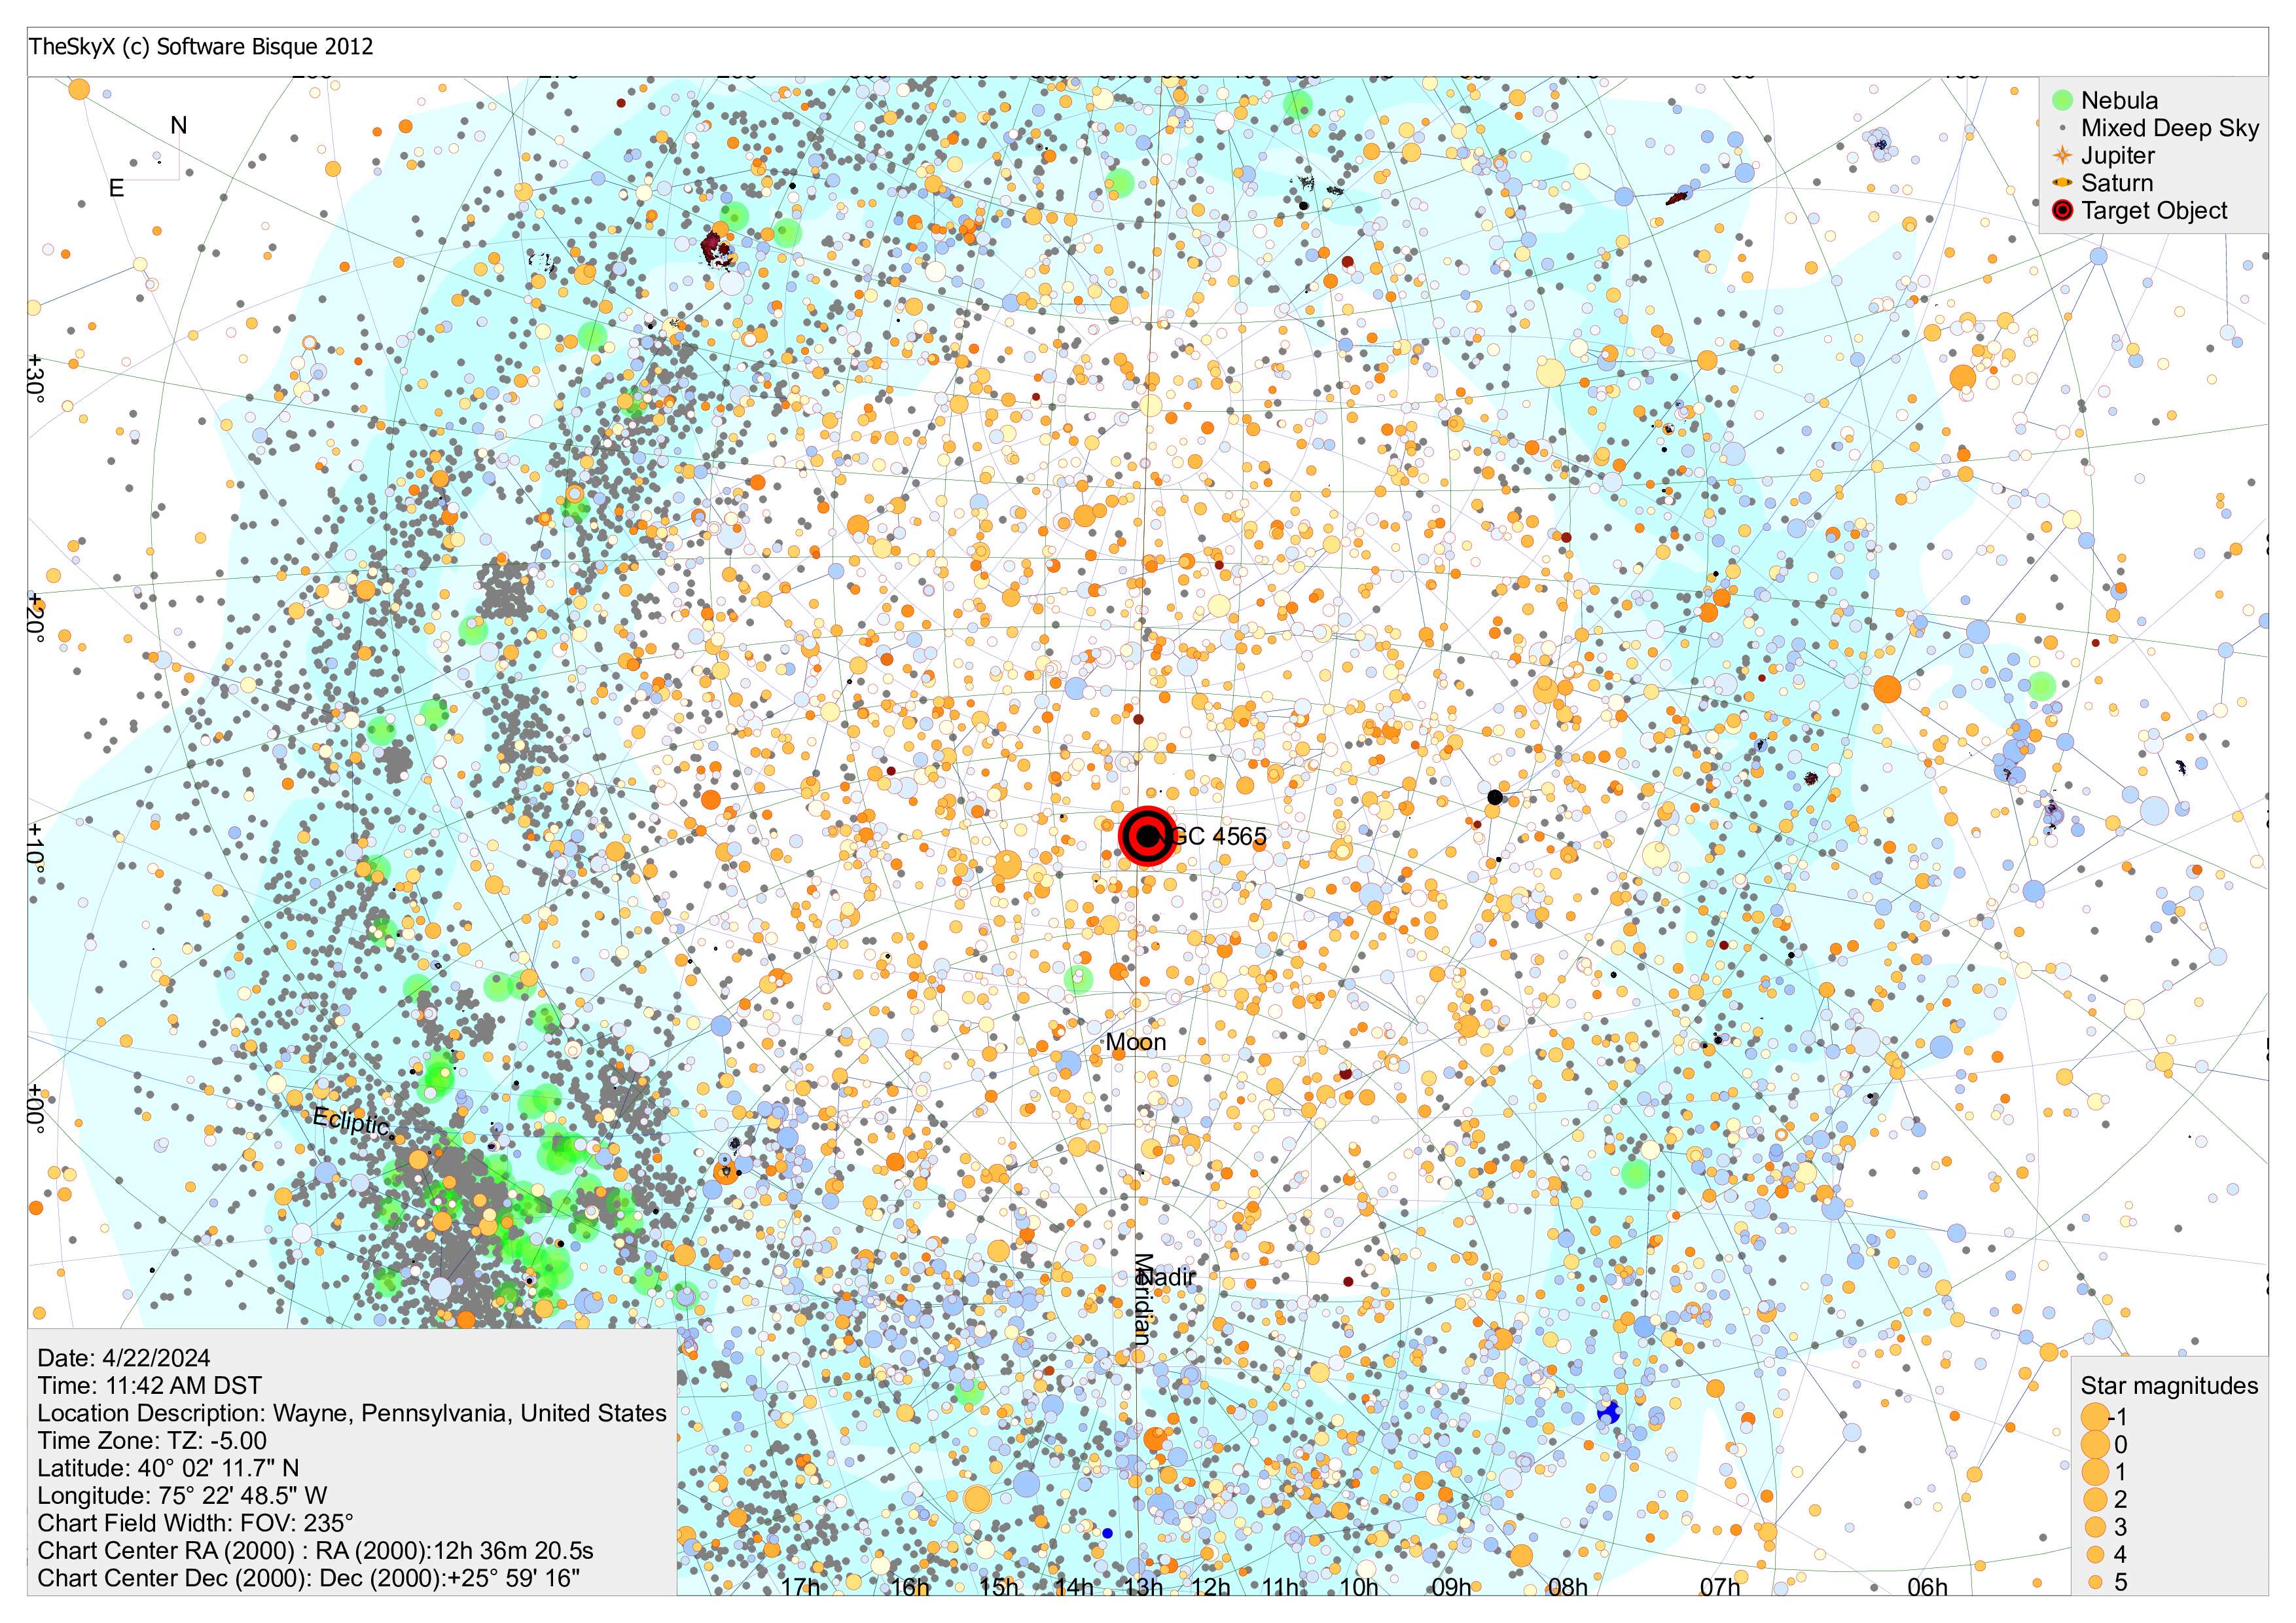 TheSkyX (c) Software Bisque 2012
N
E
Nebula
Mixed Deep Sky
Jupiter
Saturn
Target Object
+30°
+20°
+10°
+00°
GC 4565
Moon
Ecliptic
Nadir
Meridian
Date: 4/22/2024
Time: 11:42 AM DST
Location Description: Wayne, Pennsylvania, United States
Time Zone: TZ: -5.00
Latitude: 40° 02' 11.7" N
Longitude: 75° 22' 48.5" W
Chart Field Width: FOV: 235°
Chart Center RA (2000) : RA (2000):12h 36m 20.5s
Chart Center Dec (2000): Dec (2000):+25° 59' 16"
Star magnitudes
-1
0
1
2
3
4
5
17h 16h 15h 14h 13h 12h 11h 10h 09h 08h 07h 06h